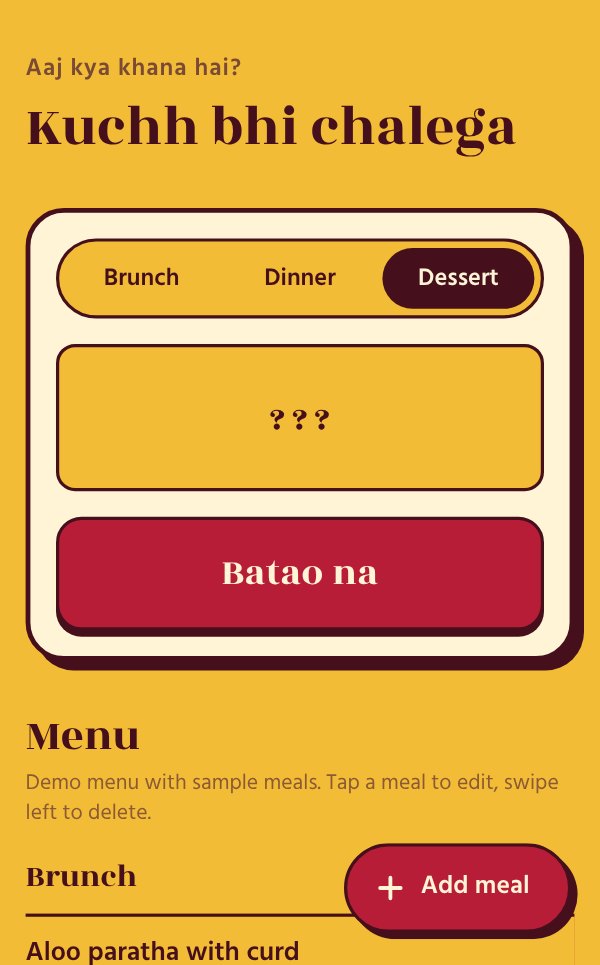 Aaj kya khana hai?
Kuchh bhi chalega
Brunch Dinner Dessert
???
Batao na
Menu
Demo menu with sample meals. Tap a meal to edit, swipe
left to delete.
Brunch
+ Add meal
Aloo paratha with curd